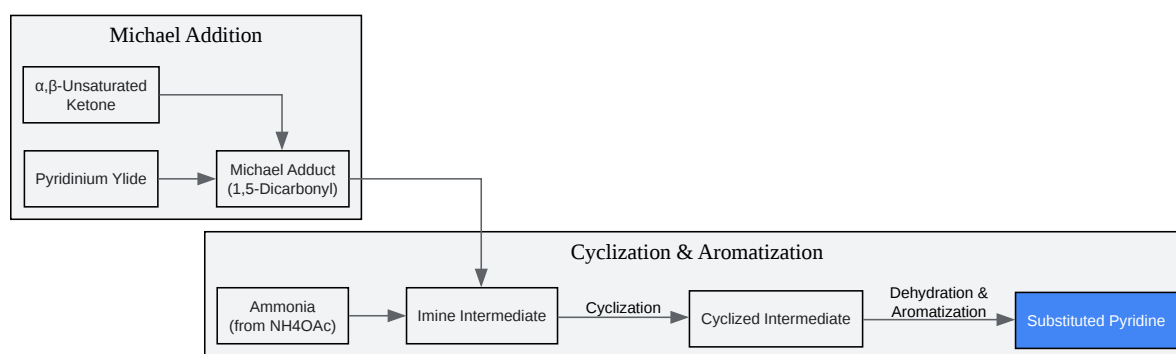 Michael Addition
α,β-Unsaturated
Ketone
Pyridinium Ylide
Michael Adduct
(1,5-Dicarbonyl)
Cyclization & Aromatization
Ammonia
(from NH4OAc)
Imine Intermediate
Cyclization
Cyclized Intermediate
Dehydration &
Aromatization
Substituted Pyridine